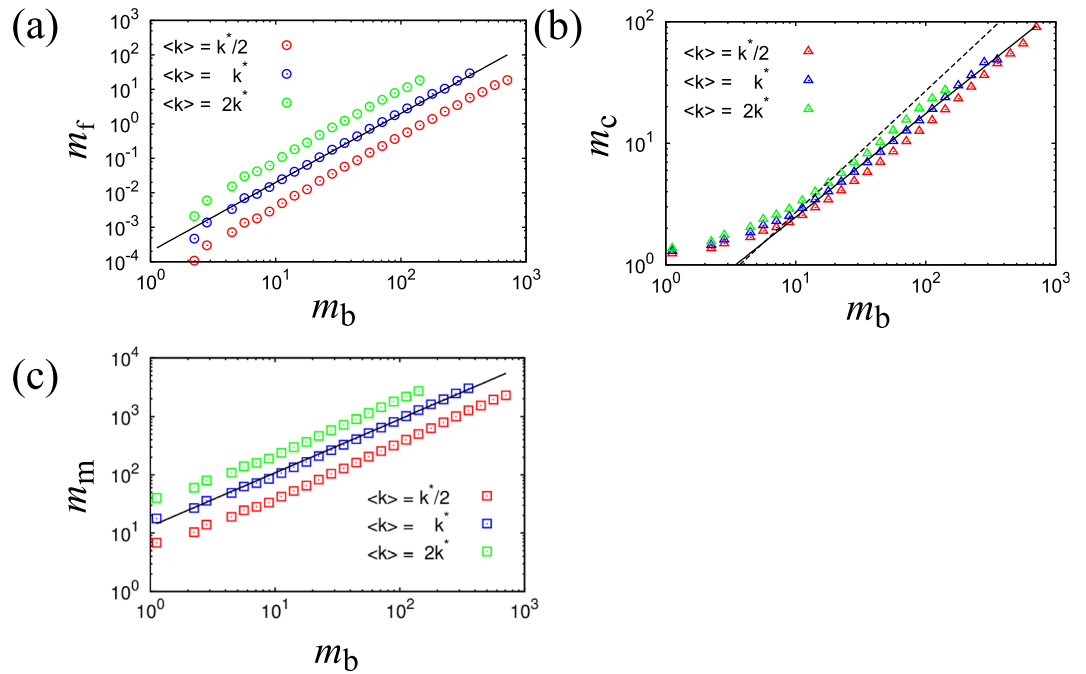 (a)
10³
10²
10¹
10⁰
10⁻¹
10⁻²
10⁻³
10⁻⁴
m_f
<k> = k*/2
<k> = k*
<k> = 2k*
10⁰ 10¹ 10² 10³
m_b
(b)
10²
10¹
10⁰
m_c
<k> = k*/2
<k> = k*
<k> = 2k*
10⁰ 10¹ 10² 10³
m_b
(c)
10⁴
10³
10²
10¹
10⁰
m_m
<k> = k*/2
<k> = k*
<k> = 2k*
10⁰ 10¹ 10² 10³
m_b